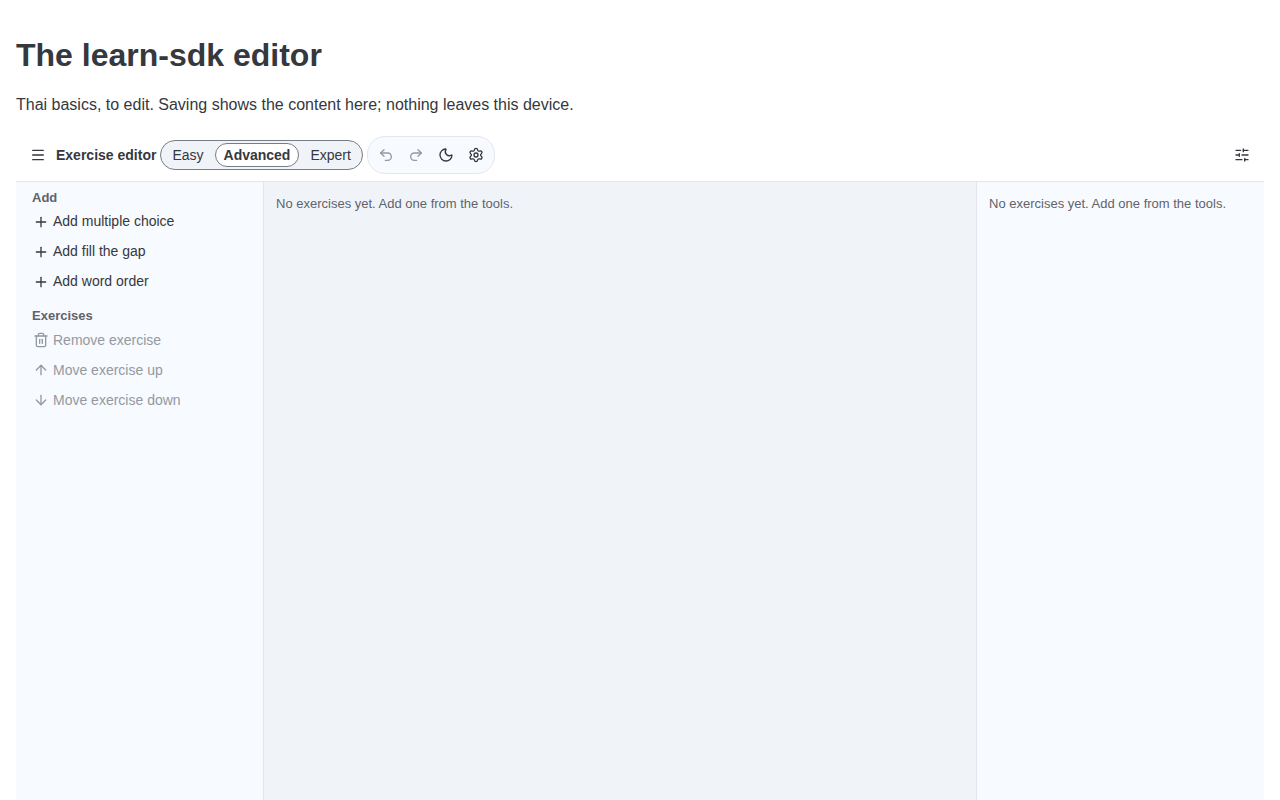 The learn-sdk editor
Thai basics, to edit. Saving shows the content here; nothing leaves this device.
Exercise editor Easy Advanced Expert
Add
Add multiple choice
Add fill the gap
Add word order
Exercises
Remove exercise
Move exercise up
Move exercise down
No exercises yet. Add one from the tools.
No exercises yet. Add one from the tools.